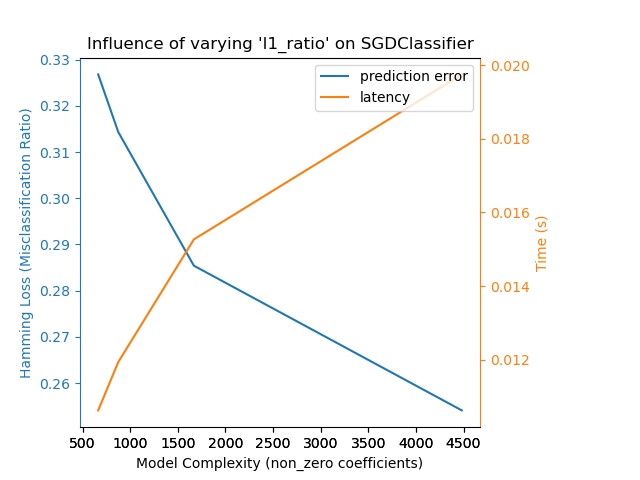 Influence of varying 'l1_ratio' on SGDClassifier
prediction error
latency
Hamming Loss (Misclassification Ratio)
0.33
0.32
0.31
0.30
0.29
0.28
0.27
0.26
0.020
0.018
0.016
0.014
0.012
Time (s)
500 1000 1500 2000 2500 3000 3500 4000 4500
Model Complexity (non_zero coefficients)